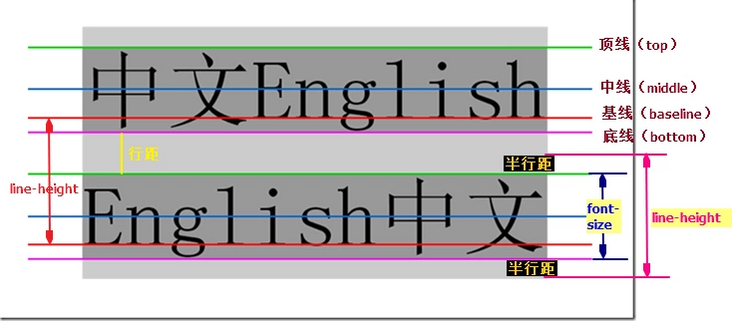 顶线（top）
中文English
中线（middle）
基线（baseline）
底线（bottom）
行距
半行距
line-height
English中文
font-
size
line-height
半行距